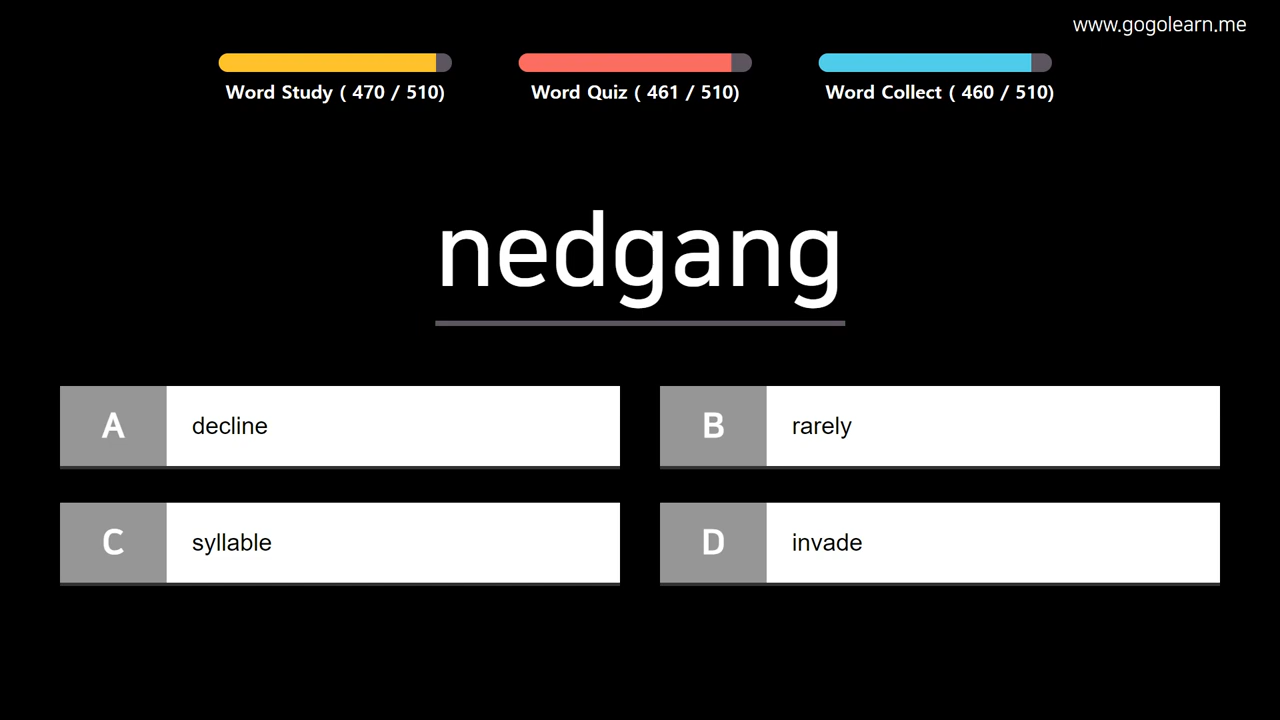 www.gogolearn.me
Word Study ( 470 / 510)
Word Quiz ( 461 / 510)
Word Collect ( 460 / 510)
nedgang
A decline
B rarely
C syllable
D invade